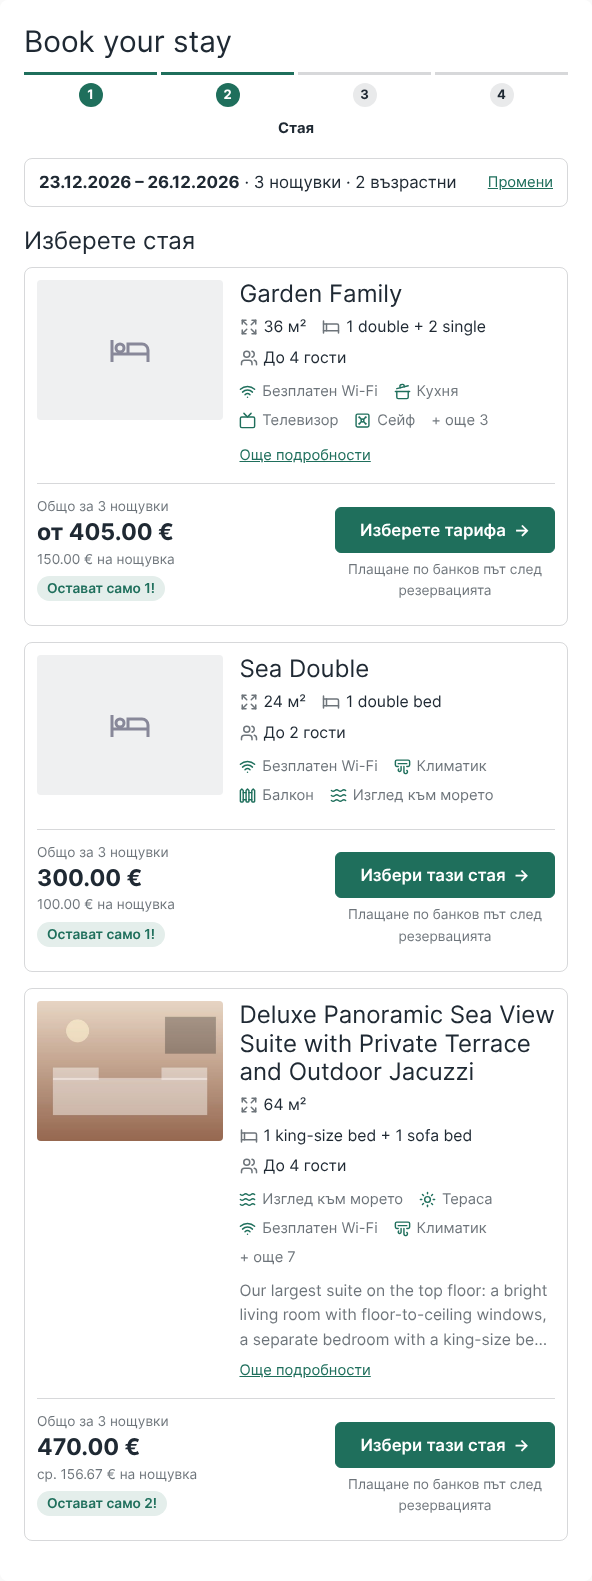 Book your stay
1 2 3 4
Стая
23.12.2026 – 26.12.2026 · 3 нощувки · 2 възрастни Промени
Изберете стая
Garden Family
36 м² 1 double + 2 single
До 4 гости
Безплатен Wi-Fi Кухня
Телевизор Сейф + още 3
Още подробности
Общо за 3 нощувки
от 405.00 €
150.00 € на нощувка
Остават само 1!
Изберете тарифа →
Плащане по банков път след
резервацията
Sea Double
24 м² 1 double bed
До 2 гости
Безплатен Wi-Fi Климатик
Балкон Изглед към морето
Общо за 3 нощувки
300.00 €
100.00 € на нощувка
Остават само 1!
Избери тази стая →
Плащане по банков път след
резервацията
Deluxe Panoramic Sea View
Suite with Private Terrace
and Outdoor Jacuzzi
64 м²
1 king-size bed + 1 sofa bed
До 4 гости
Изглед към морето Тераса
Безплатен Wi-Fi Климатик
+ още 7
Our largest suite on the top floor: a bright
living room with floor-to-ceiling windows,
a separate bedroom with a king-size be...
Още подробности
Общо за 3 нощувки
470.00 €
ср. 156.67 € на нощувка
Остават само 2!
Избери тази стая →
Плащане по банков път след
резервацията